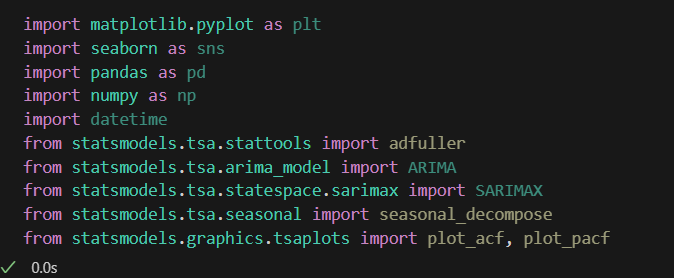 import matplotlib.pyplot as plt
import seaborn as sns
import pandas as pd
import numpy as np
import datetime
from statsmodels.tsa.stattools import adfuller
from statsmodels.tsa.arima_model import ARIMA
from statsmodels.tsa.statespace.sarimax import SARIMAX
from statsmodels.tsa.seasonal import seasonal_decompose
from statsmodels.graphics.tsaplots import plot_acf, plot_pacf
✓ 0.0s